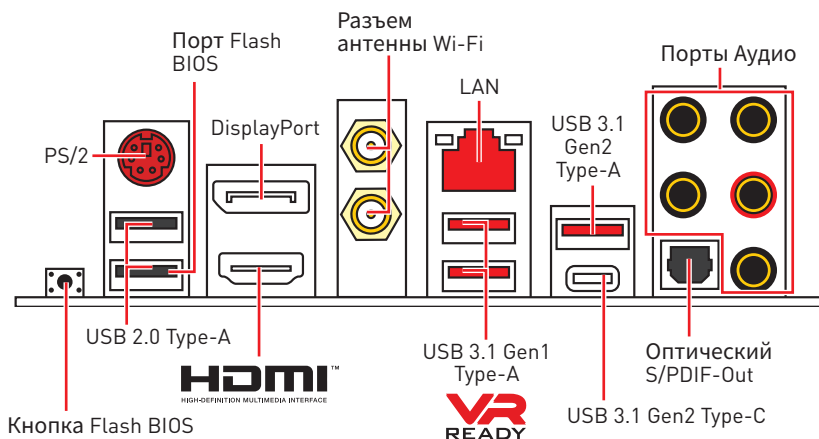 Разъем
антенны Wi-Fi
Порт Flash
BIOS
Порты Аудио
LAN
DisplayPort
USB 3.1
Gen2
Type-A
PS/2
USB 2.0 Type-A
HDMI™
HIGH-DEFINITION MULTIMEDIA INTERFACE
USB 3.1 Gen1
Type-A
VR
READY
Оптический
S/PDIF-Out
USB 3.1 Gen2 Type-C
Кнопка Flash BIOS